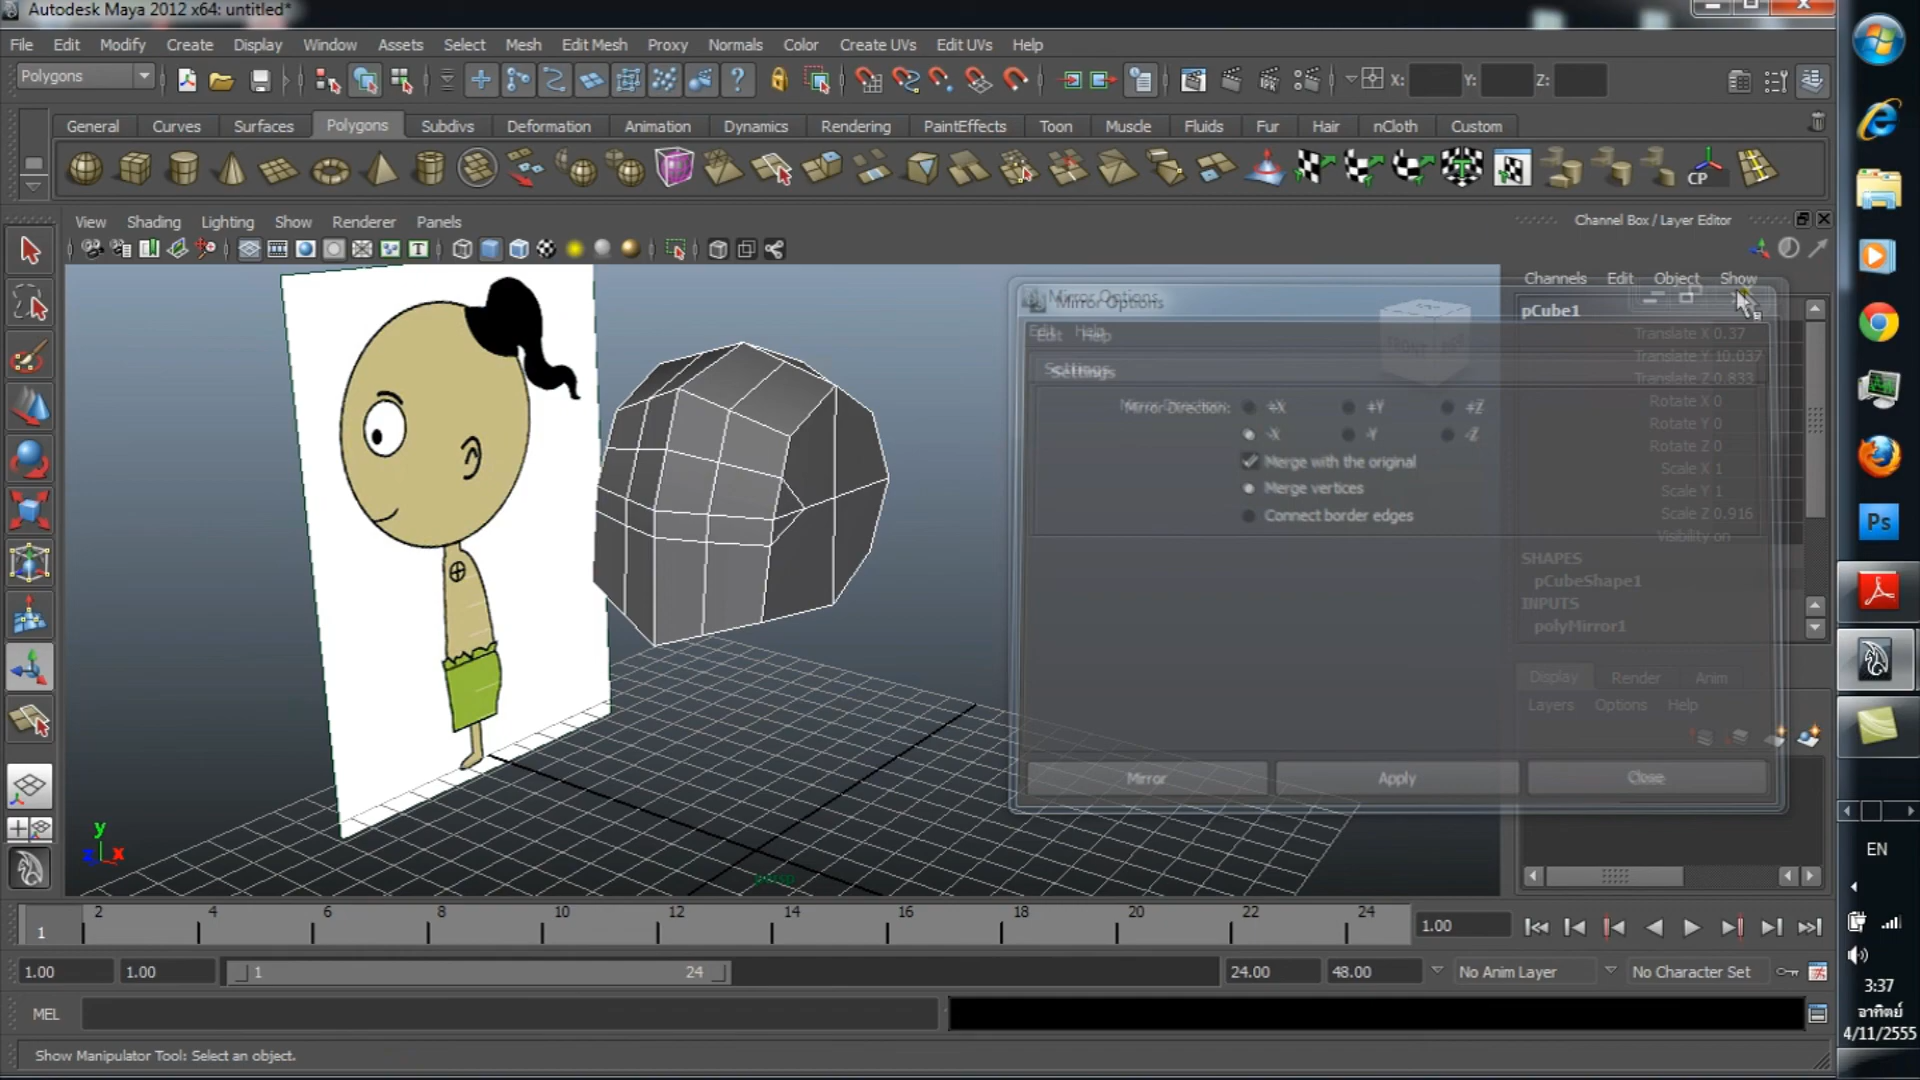 Autodesk Maya 2012 x64: untitled*
File Edit Modify Create Display Window Assets Select Mesh Edit Mesh Proxy Normals Color Create UVs Edit UVs Help
Polygons X: Y: Z:
General Curves Surfaces Polygons Subdivs Deformation Animation Dynamics Rendering PaintEffects Toon Muscle Fluids Fur Hair nCloth Custom
CP
View Shading Lighting Show Renderer Panels
Channel Box / Layer Editor
Channels Edit Object Show
Mirror Options
pCube1
Edit Help
Translate X 0.37
Translate Y 10.037
Settings
Translate Z 0.833
Mirror Direction: +X +Y +Z
Rotate X 0
-X -Y -Z
Rotate Y 0
Rotate Z 0
Merge with the original
Scale X 1
Merge vertices
Scale Y 1
Connect border edges
Scale Z 0.916
Visibility on
SHAPES
pCubeShape1
INPUTS
polyMirror1
Display Render Anim
Layers Options Help
Mirror Apply Close
y
z x
persp
EN
1 2 4 6 8 10 12 14 16 18 20 22 24 1.00
1.00 1.00 1 24 24.00 48.00 No Anim Layer No Character Set
MEL
Show Manipulator Tool: Select an object.
Ps
3:37
อาทิตย์
4/11/2555